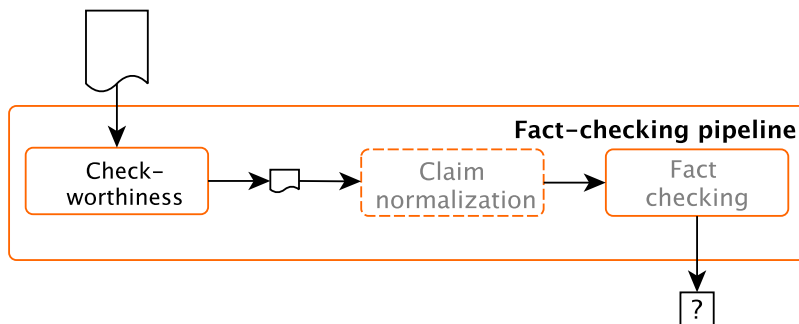 Fact-checking pipeline
Check-
worthiness
Claim
normalization
Fact
checking
?